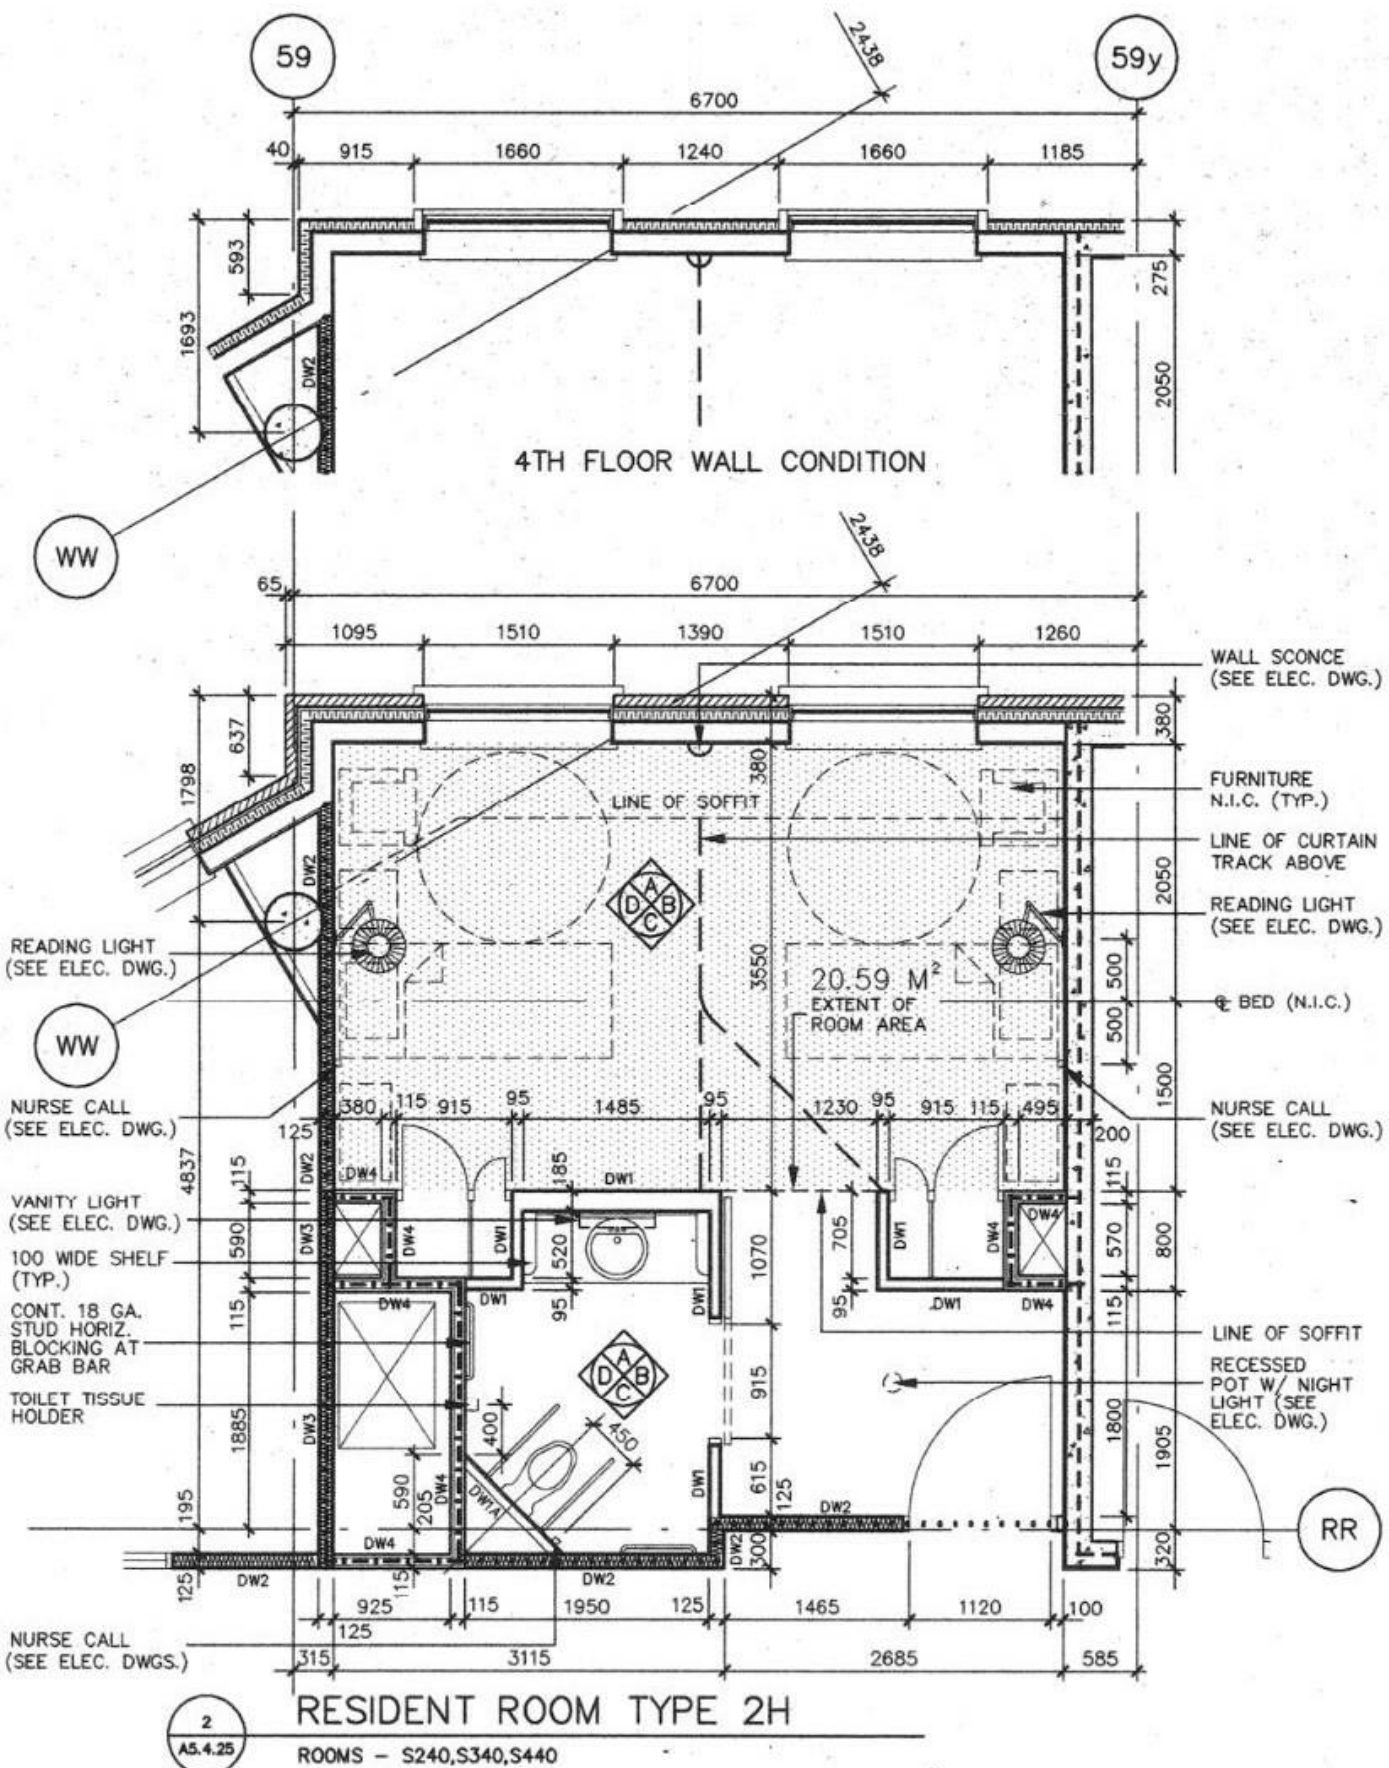 59
59y
2438
6700
40
915
1660
1240
1660
1185
593
1693
275
2050
DW2
4TH FLOOR WALL CONDITION
WW
2438
65
6700
1095
1510
1390
1510
1260
WALL SCONCE
(SEE ELEC. DWG.)
637
1798
380
380
FURNITURE
N.I.C. (TYP.)
LINE OF SOFFIT
LINE OF CURTAIN
TRACK ABOVE
DW2
A
D B
C
2050
READING LIGHT
(SEE ELEC. DWG.)
READING LIGHT
(SEE ELEC. DWG.)
3550
20.59 M²
EXTENT OF
ROOM AREA
500
500
℄ BED (N.I.C.)
WW
NURSE CALL
(SEE ELEC. DWG.)
380
115
915
95
1485
95
1230
95
915
115
495
1500
NURSE CALL
(SEE ELEC. DWG.)
125
200
4837
115
DW2
DW4
185
DW1
115
VANITY LIGHT
(SEE ELEC. DWG.)
590
DW3
DW4
DW1
520
1070
705
DW1
DW4
DW4
570
800
100 WIDE SHELF
(TYP.)
DW4
DW1
95
DW1
95
DW1
DW4
115
115
CONT. 18 GA.
STUD HORIZ.
BLOCKING AT
GRAB BAR
LINE OF SOFFIT
A
D B
C
915
RECESSED
POT W/ NIGHT
LIGHT (SEE
ELEC. DWG.)
TOILET TISSUE
HOLDER
1885
DW3
400
450
1800
1905
590
205
DW4
DW1A
DW1
615
125
DW2
195
RR
DW4
DW2
300
320
125
DW2
115
DW2
925
115
1950
125
1465
1120
100
125
NURSE CALL
(SEE ELEC. DWGS.)
315
3115
2685
585
2
A5.4.25
RESIDENT ROOM TYPE 2H
ROOMS - S240,S340,S440